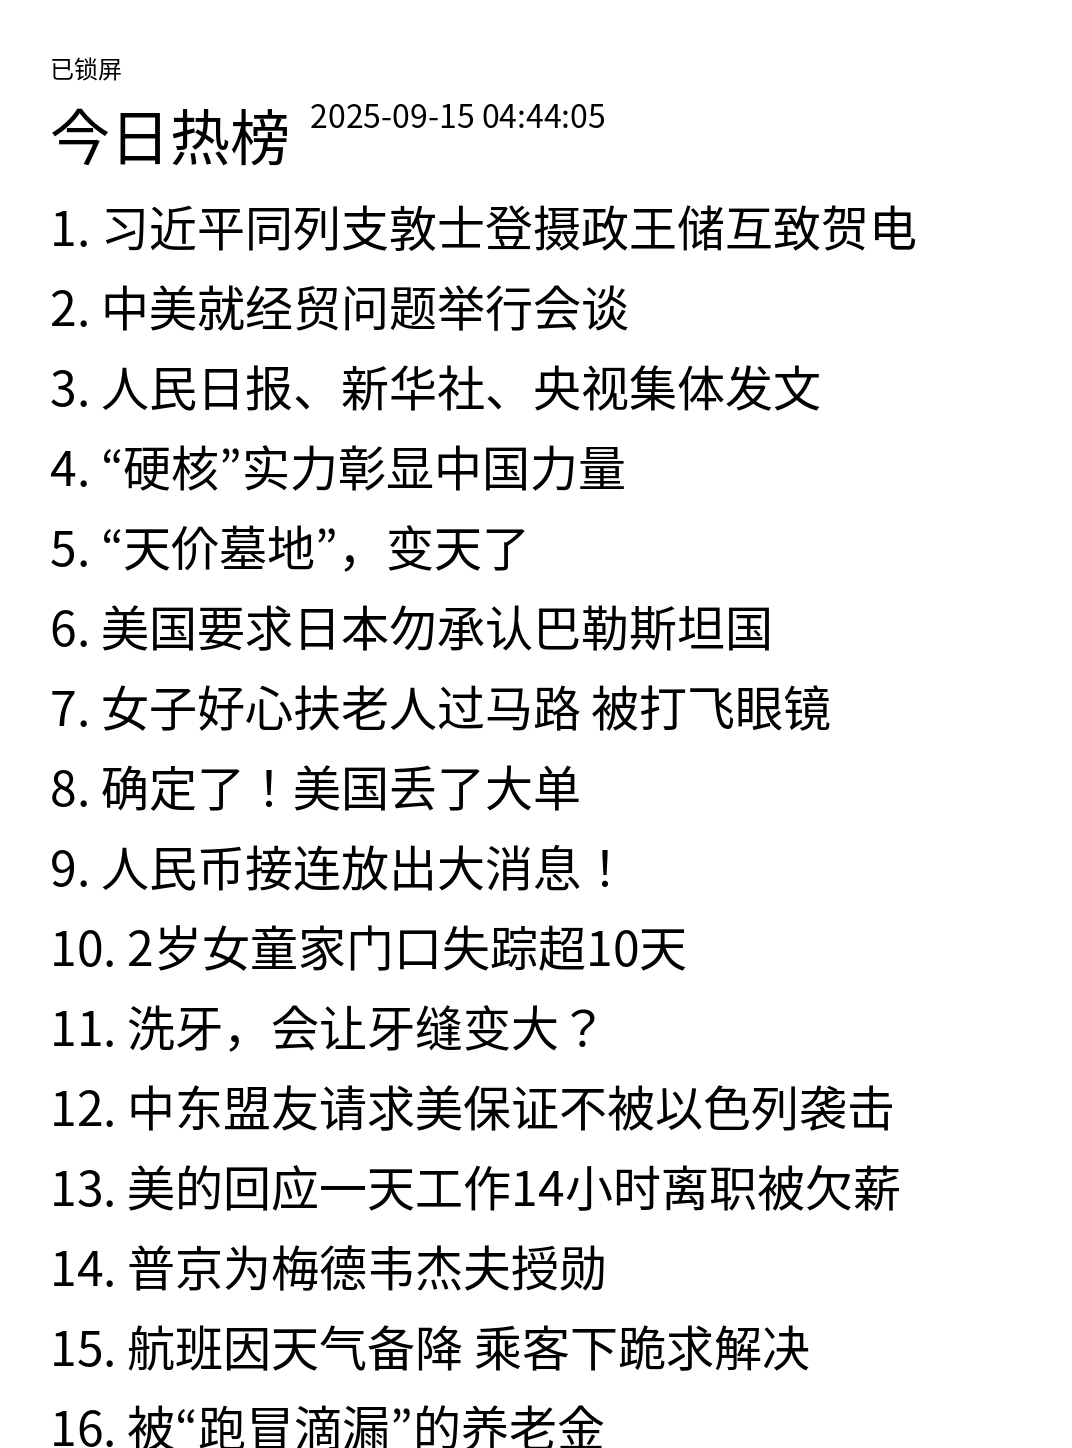 已锁屏
今日热榜 2025-09-15 04:44:05
1. 习近平同列支敦士登摄政王储互致贺电
2. 中美就经贸问题举行会谈
3. 人民日报、新华社、央视集体发文
4. “硬核”实力彰显中国力量
5. “天价墓地”，变天了
6. 美国要求日本勿承认巴勒斯坦国
7. 女子好心扶老人过马路 被打飞眼镜
8. 确定了！美国丢了大单
9. 人民币接连放出大消息！
10. 2岁女童家门口失踪超10天
11. 洗牙，会让牙缝变大？
12. 中东盟友请求美保证不被以色列袭击
13. 美的回应一天工作14小时离职被欠薪
14. 普京为梅德韦杰夫授勋
15. 航班因天气备降 乘客下跪求解决
16. 被“跑冒滴漏”的养老金